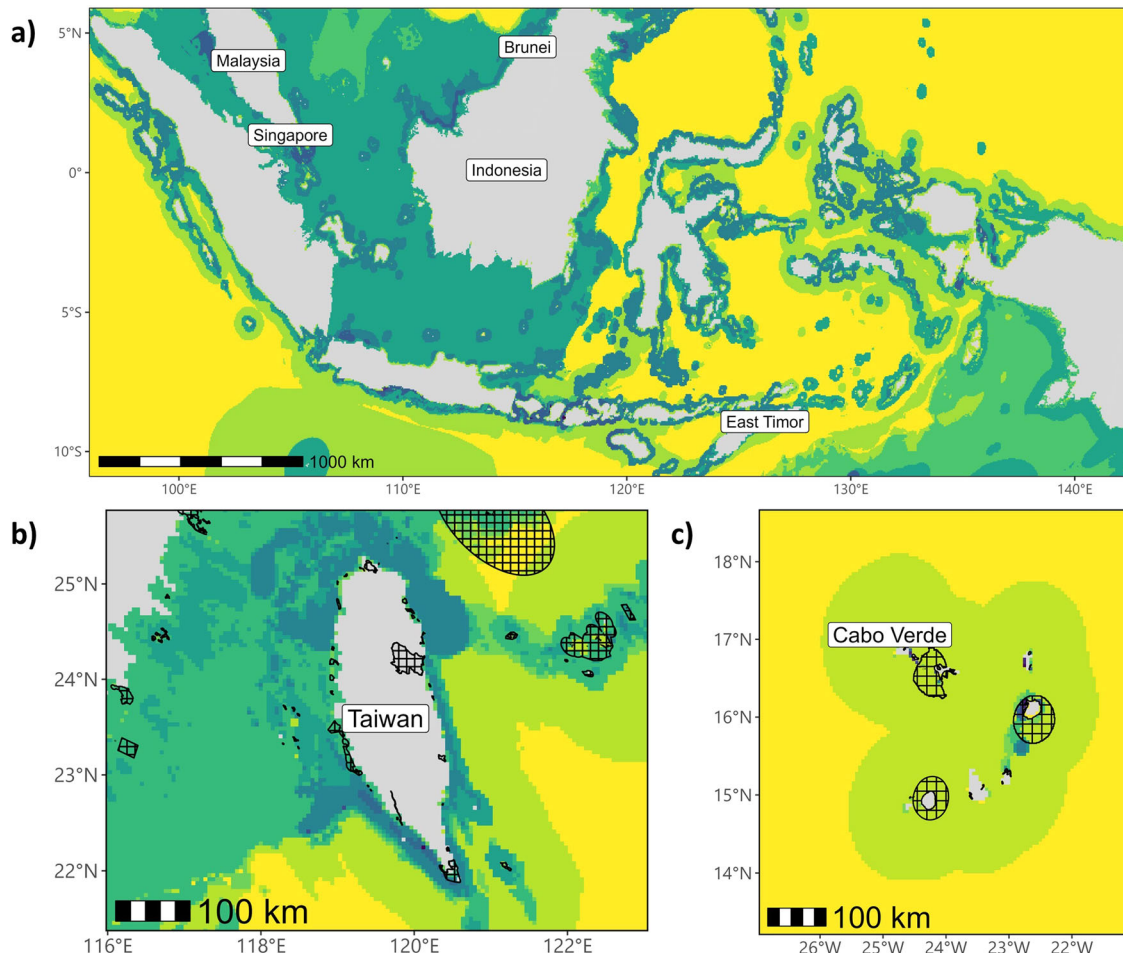 a)
5°N
0°
5°S
10°S
Malaysia
Brunei
Singapore
Indonesia
East Timor
1000 km
100°E
110°E
120°E
130°E
140°E
b)
25°N
24°N
23°N
22°N
Taiwan
100 km
116°E
118°E
120°E
122°E
c)
18°N
17°N
16°N
15°N
14°N
Cabo Verde
100 km
26°W
25°W
24°W
23°W
22°W